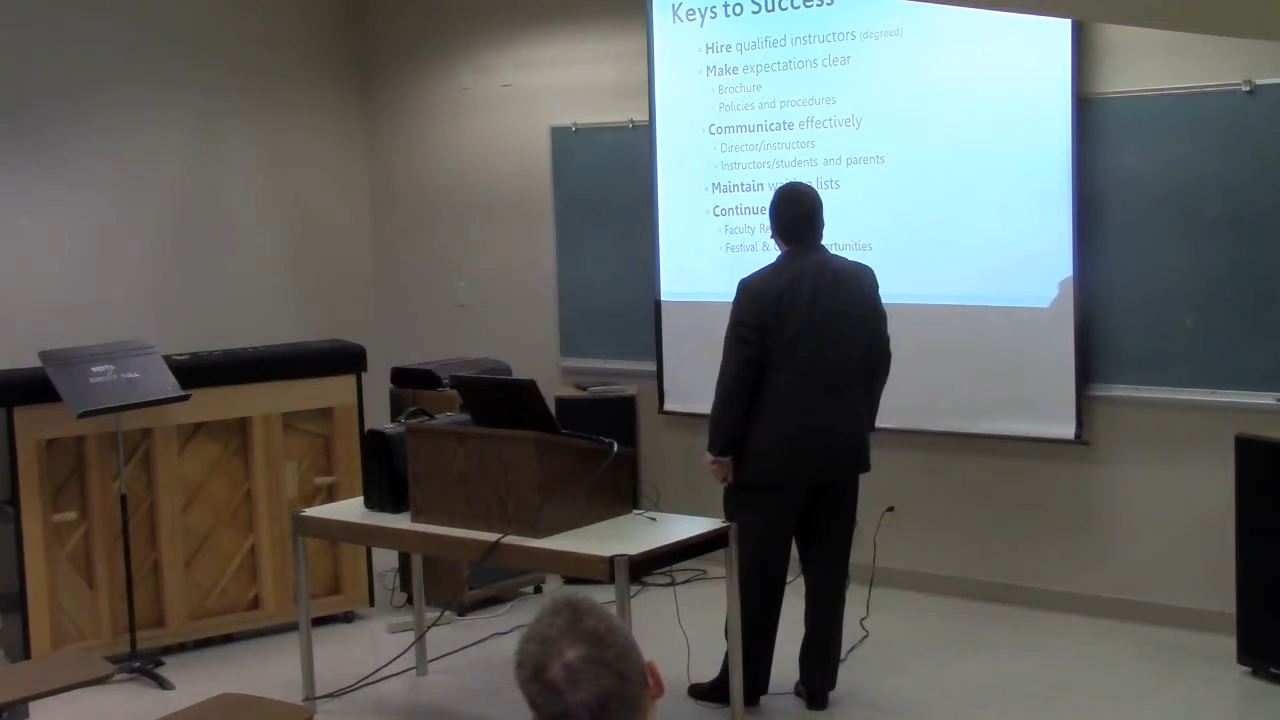 Keys to Success
Hire qualified instructors (degreed)
Make expectations clear
Brochure
Policies and procedures
Communicate effectively
Director/instructors
Instructors/students and parents
Maintain lists
Continue
Faculty
Festival &